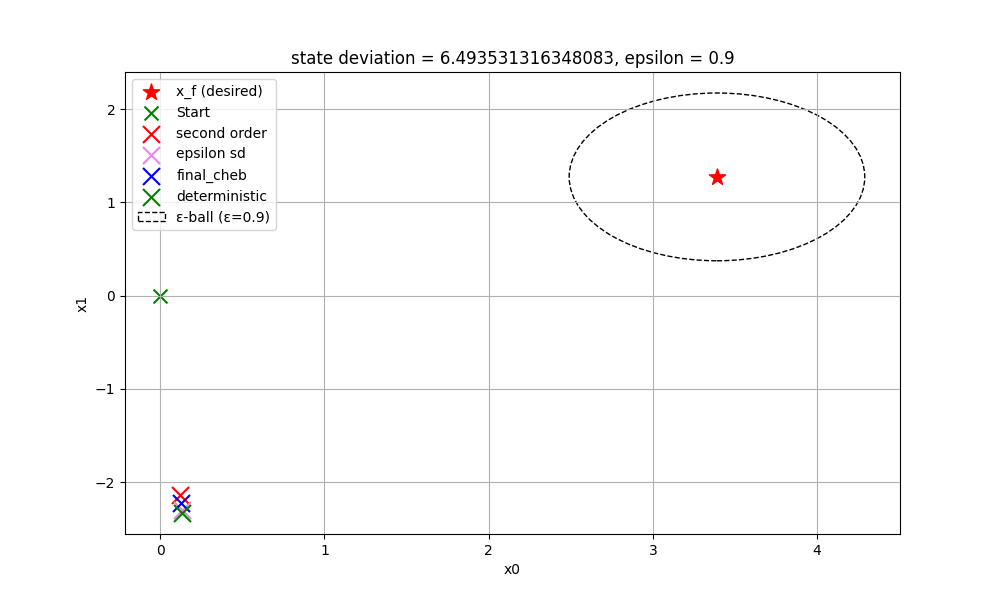 state deviation = 6.493531316348083, epsilon = 0.9
x_f (desired)
Start
second order
epsilon sd
final_cheb
deterministic
ε-ball (ε=0.9)
2
1
0
−1
−2
x1
0
1
2
3
4
x0